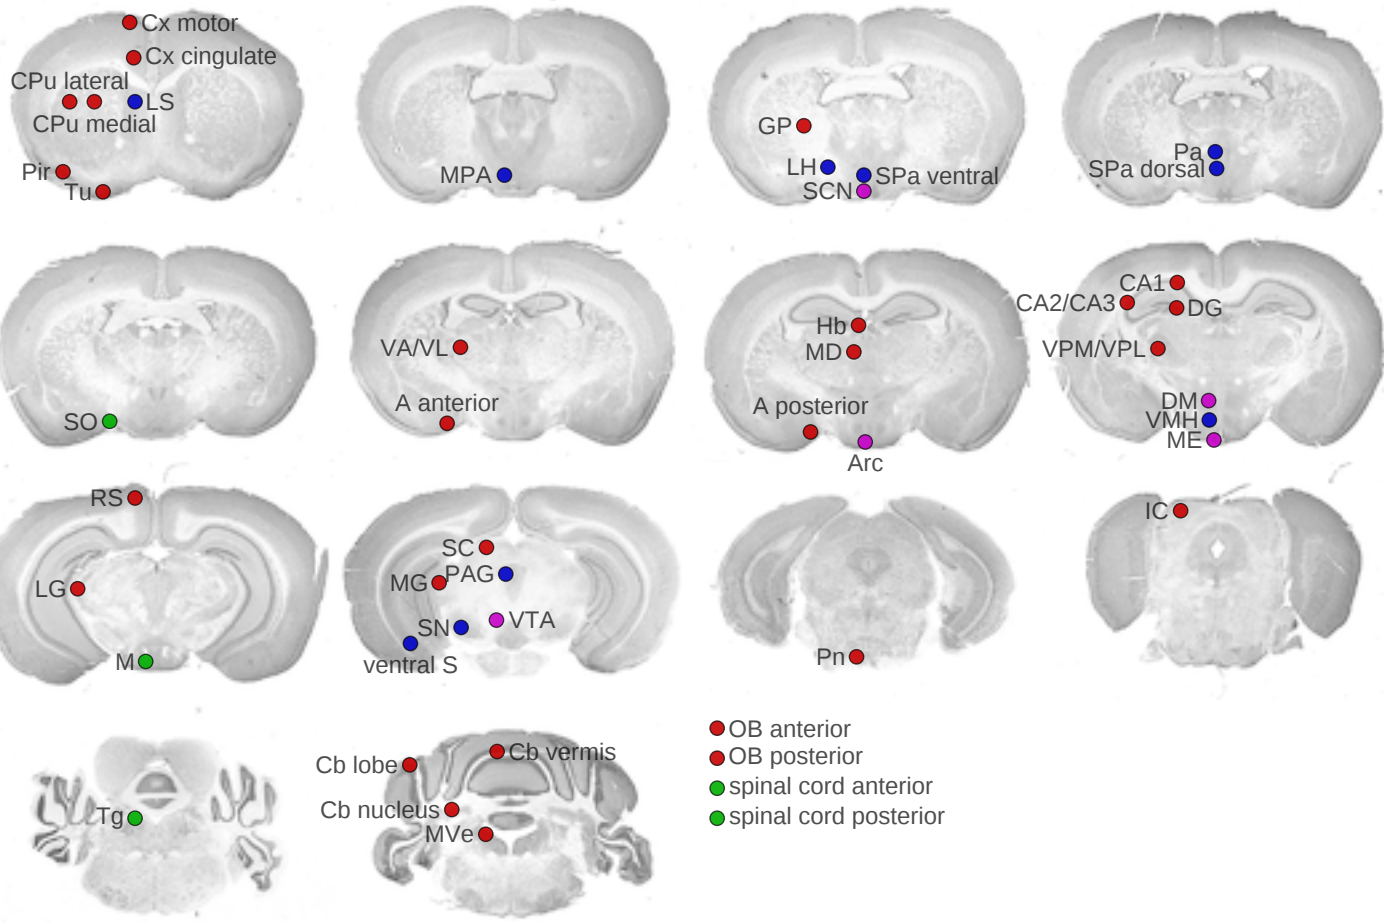 Cx motor
Cx cingulate
CPu lateral
LS
CPu medial
Pir
Tu
MPA
GP
LH
SPa ventral
SCN
Pa
SPa dorsal
SO
VA/VL
A anterior
Hb
MD
A posterior
Arc
CA1
CA2/CA3
DG
VPM/VPL
DM
VMH
ME
RS
LG
M
SC
MG
PAG
SN
VTA
ventral S
Pn
IC
Tg
Cb lobe
Cb vermis
Cb nucleus
MVe
OB anterior
OB posterior
spinal cord anterior
spinal cord posterior